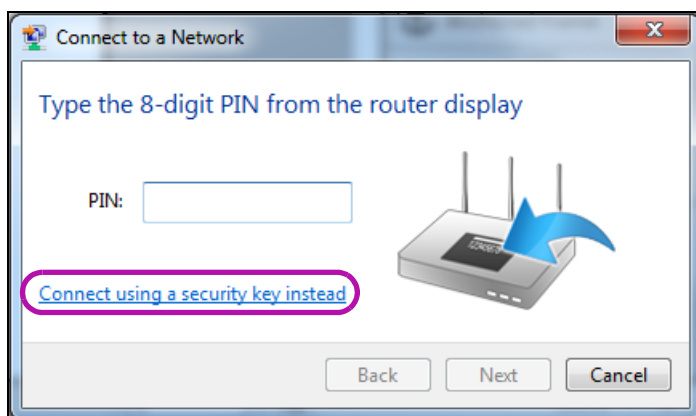 Connect to a Network
X
Type the 8-digit PIN from the router display
PIN:
12345670
Connect using a security key instead
Back
Next
Cancel